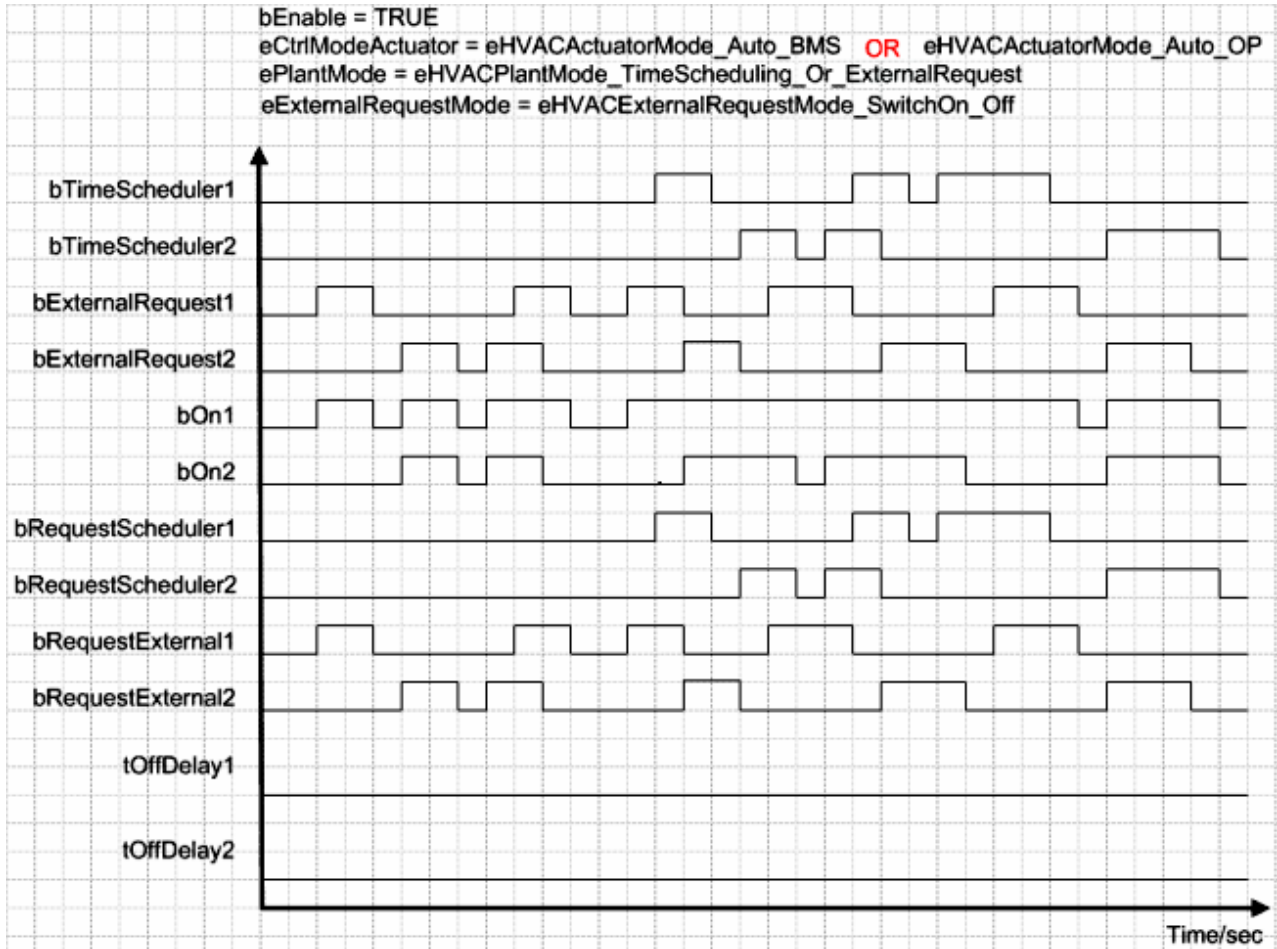 bEnable = TRUE
eCtrlModeActuator = eHVACActuatorMode_Auto_BMS OR eHVACActuatorMode_Auto_OP
ePlantMode = eHVACPlantMode_TimeScheduling_Or_ExternalRequest
eExternalRequestMode = eHVACExternalRequestMode_SwitchOn_Off
bTimeScheduler1
bTimeScheduler2
bExternalRequest1
bExternalRequest2
bOn1
bOn2
bRequestScheduler1
bRequestScheduler2
bRequestExternal1
bRequestExternal2
tOffDelay1
tOffDelay2
Time/sec